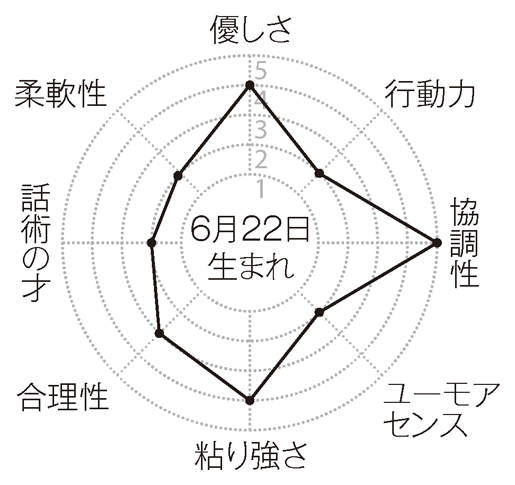 優しさ
行動力
協調性
ユーモア
センス
粘り強さ
合理性
話術の才
柔軟性
5
4
3
2
1
6月22日
生まれ